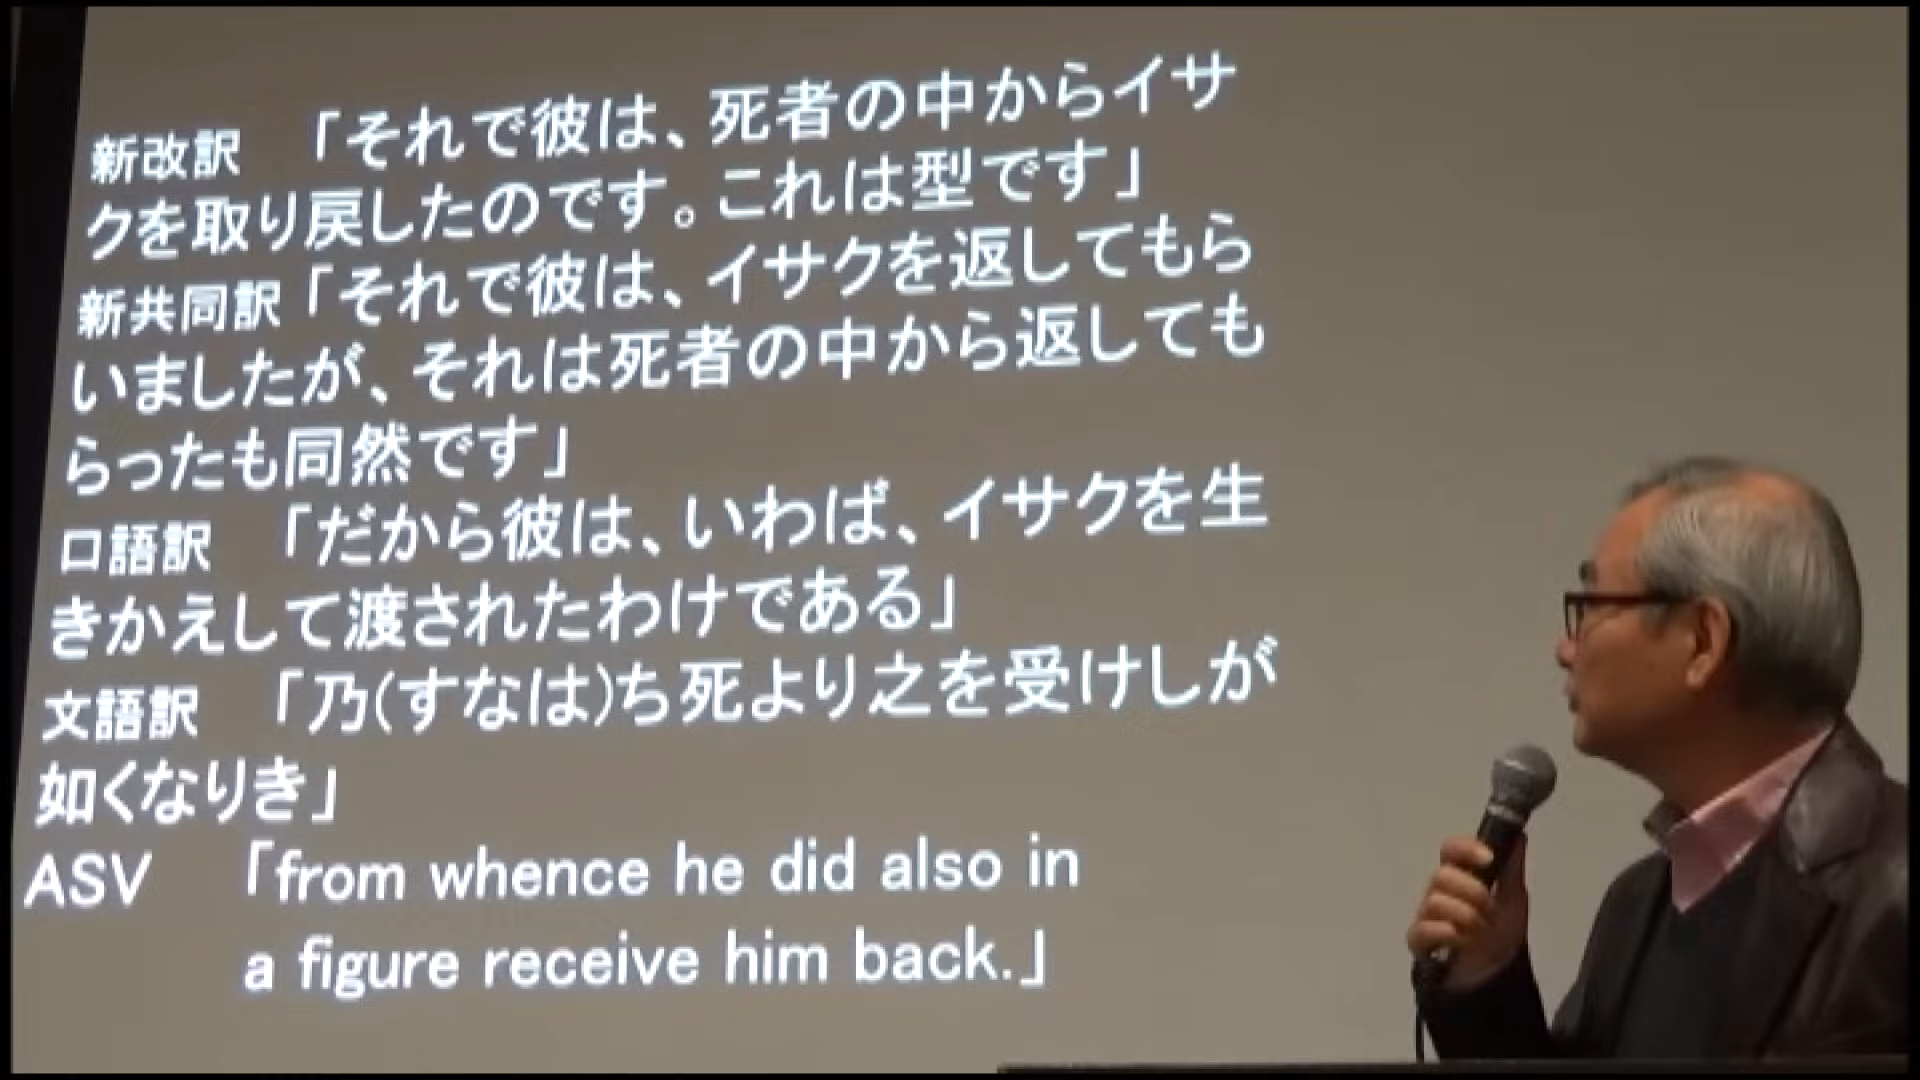 新改訳 「それで彼は、死者の中からイサ
クを取り戻したのです。これは型です」
新共同訳「それで彼は、イサクを返してもら
いましたが、それは死者の中から返しても
らったも同然です」
口語訳 「だから彼は、いわば、イサクを生
きかえして渡されたわけである」
文語訳 「乃(すなは)ち死より之を受けしが
如くなりき」
ASV 「from whence he did also in
a figure receive him back.」